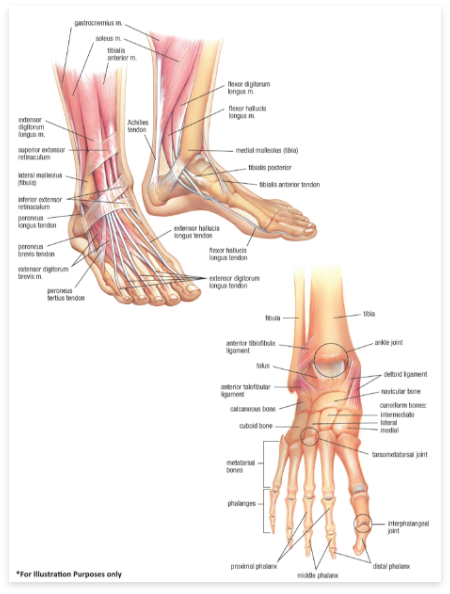 gastrocnemius m.
soleus m.
tibialis
anterior m.
flexor digitorum
longus m.
flexor hallucis
longus m.
extensor
digitorum
longus m.
Achilles
tendon
superior extensor
retinaculum
medial malleolus (tibia)
tibialis posterior
lateral malleolus
(fibula)
tibialis anterior tendon
inferior extensor
retinaculum
peroneus
longus tendon
extensor hallucis
longus tendon
peroneus
brevis tendon
flexor hallucis
longus tendon
extensor digitorum
brevis m.
extensor digitorum
longus tendon
peroneus
tertius tendon
fibula
tibia
anterior tibiofibula
ligament
ankle joint
talus
deltoid ligament
anterior talofibular
ligament
navicular bone
calcaneous bone
cuneiform bones:
intermediate
lateral
medial
cuboid bone
tarsometatarsal joint
metatarsal
bones
phalanges
interphalangeal
joint
proximal phalanx
middle phalanx
distal phalanx
*For Illustration Purposes only